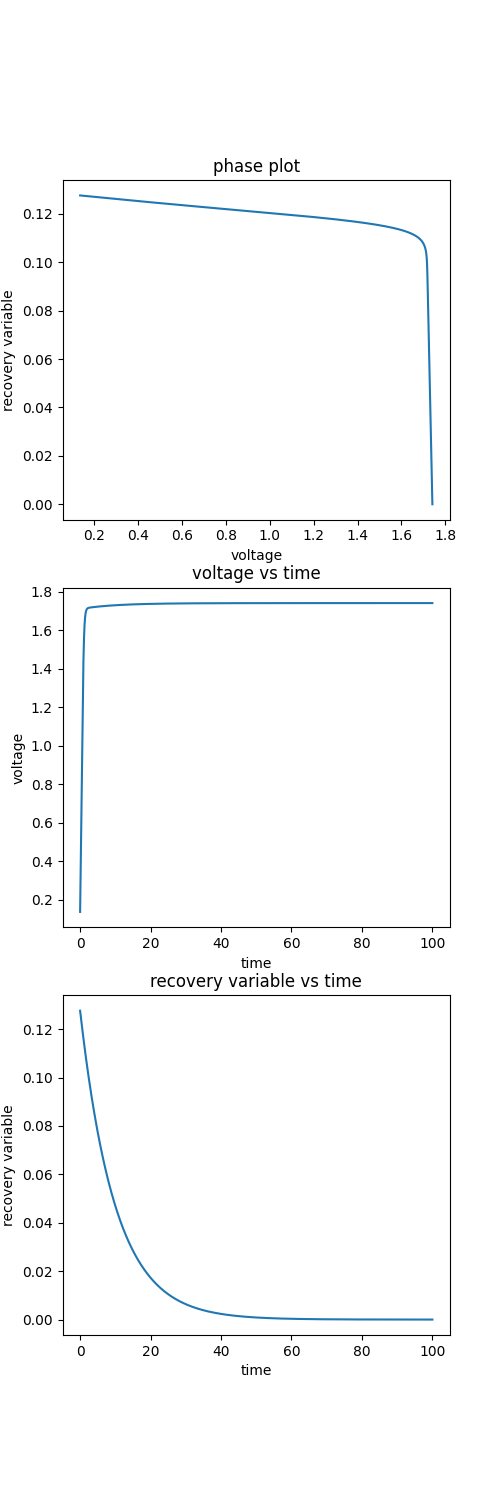 phase plot
0.12
0.10
0.08
0.06
0.04
0.02
0.00
recovery variable
0.2 0.4 0.6 0.8 1.0 1.2 1.4 1.6 1.8
voltage
voltage vs time
1.8
1.6
1.4
1.2
1.0
0.8
0.6
0.4
0.2
voltage
0 20 40 60 80 100
time
recovery variable vs time
0.12
0.10
0.08
0.06
0.04
0.02
0.00
recovery variable
0 20 40 60 80 100
time